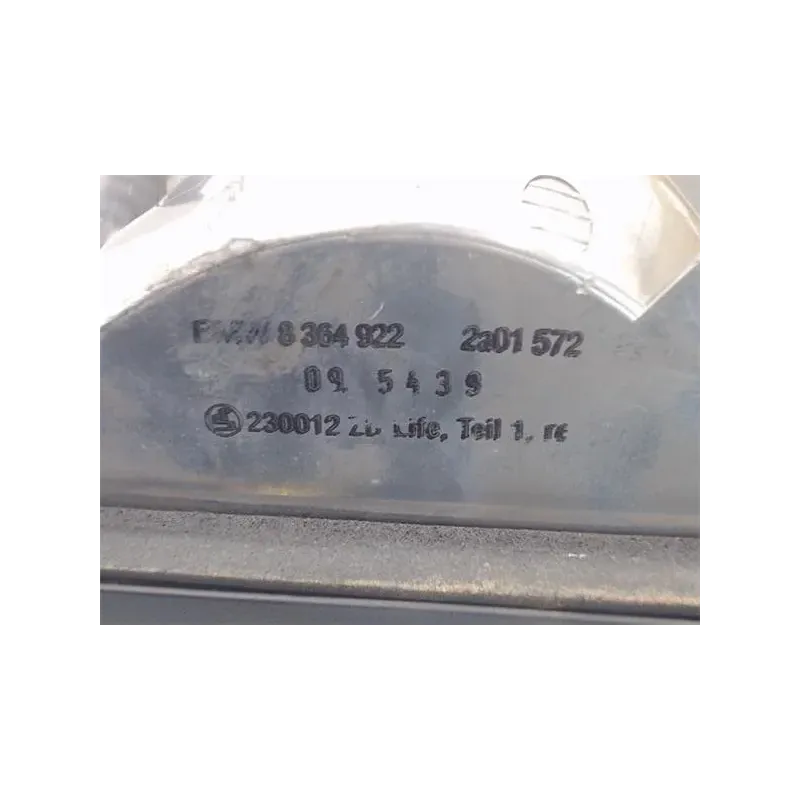 BMW 8 364 922 2a01 572
09 5439
230012 ZB Life, Teil 1, re